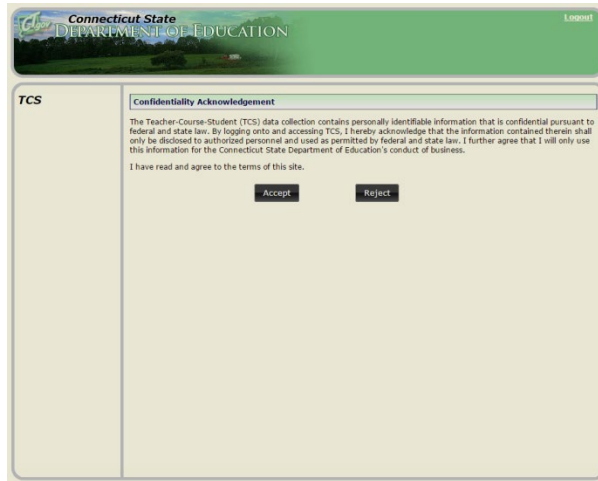 CT.gov
Connecticut State
DEPARTMENT OF EDUCATION
Logout
TCS
Confidentiality Acknowledgement
The Teacher-Course-Student (TCS) data collection contains personally identifiable information that is confidential pursuant to
federal and state law. By logging onto and accessing TCS, I hereby acknowledge that the information contained therein shall
only be disclosed to authorized personnel and used as permitted by federal and state law. I further agree that I will only use
this information for the Connecticut State Department of Education's conduct of business.
I have read and agree to the terms of this site.
Accept
Reject